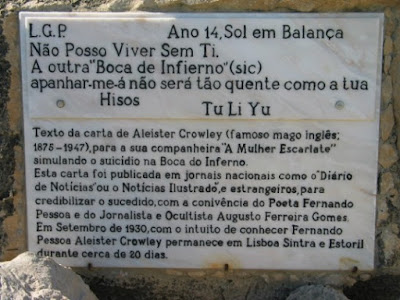 L.G.P. Ano 14, Sol em Balança
Não Posso Viver Sem Ti.
A outra "Boca de Infierno" (sic)
apanhar-me-á não será tão quente como a tua
Hisos
Tu Li Yu
Texto da carta de Aleister Crowley (famoso mago inglês;
1875-1947), para a sua companheira "A Mulher Escarlate"
simulando o suicídio na Boca do Inferno.
Esta carta foi publicada em jornais nacionais como o "Diário
de Notícias" ou o Notícias Ilustrado", e estrangeiros, para
credibilizar o sucedido, com a conivência do Poeta Fernando
Pessoa e do Jornalista e Ocultista Augusto Ferreira Gomes.
Em Setembro de 1930, com o intuito de conhecer Fernando
Pessoa Aleister Crowley permanece em Lisboa Sintra e Estoril
durante cerca de 20 dias.